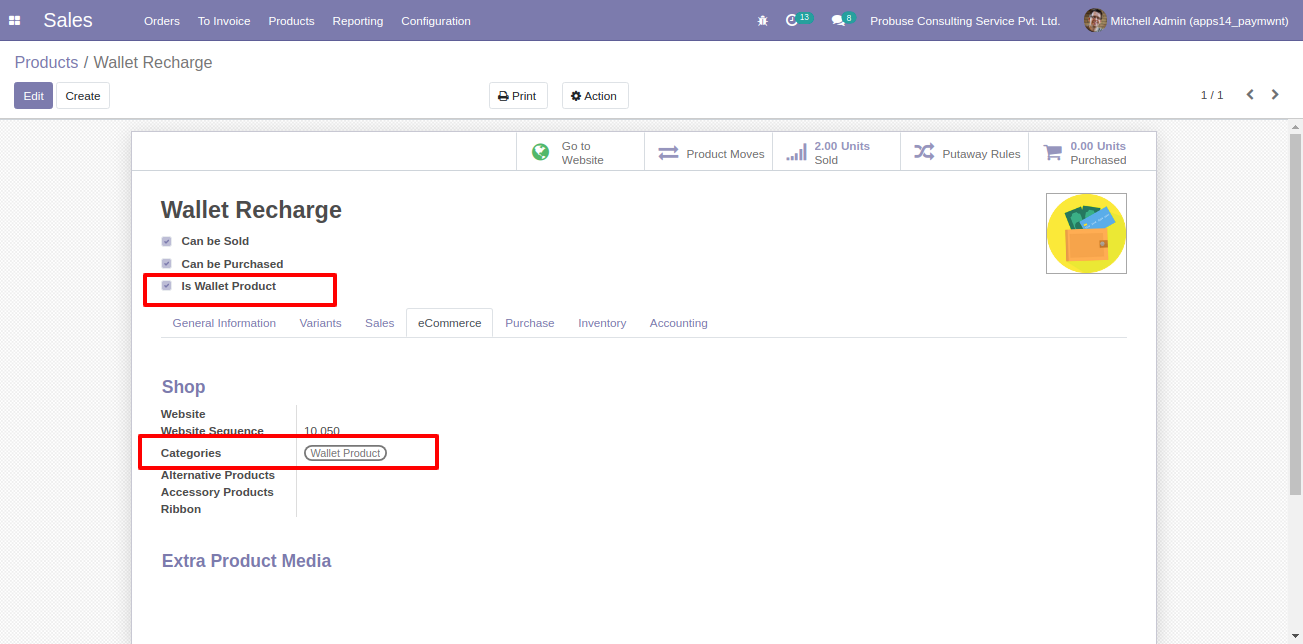 Sales Orders To Invoice Products Reporting Configuration 13 8 Probuse Consulting Service Pvt. Ltd. Mitchell Admin (apps14_paymwnt)
Products / Wallet Recharge
Edit Create Print Action 1 / 1
Go to
Website
Product Moves
2.00 Units
Sold
Putaway Rules
0.00 Units
Purchased
Wallet Recharge
Can be Sold
Can be Purchased
Is Wallet Product
General Information Variants Sales eCommerce Purchase Inventory Accounting
Shop
Website
Website Sequence 10,050
Categories Wallet Product
Alternative Products
Accessory Products
Ribbon
Extra Product Media